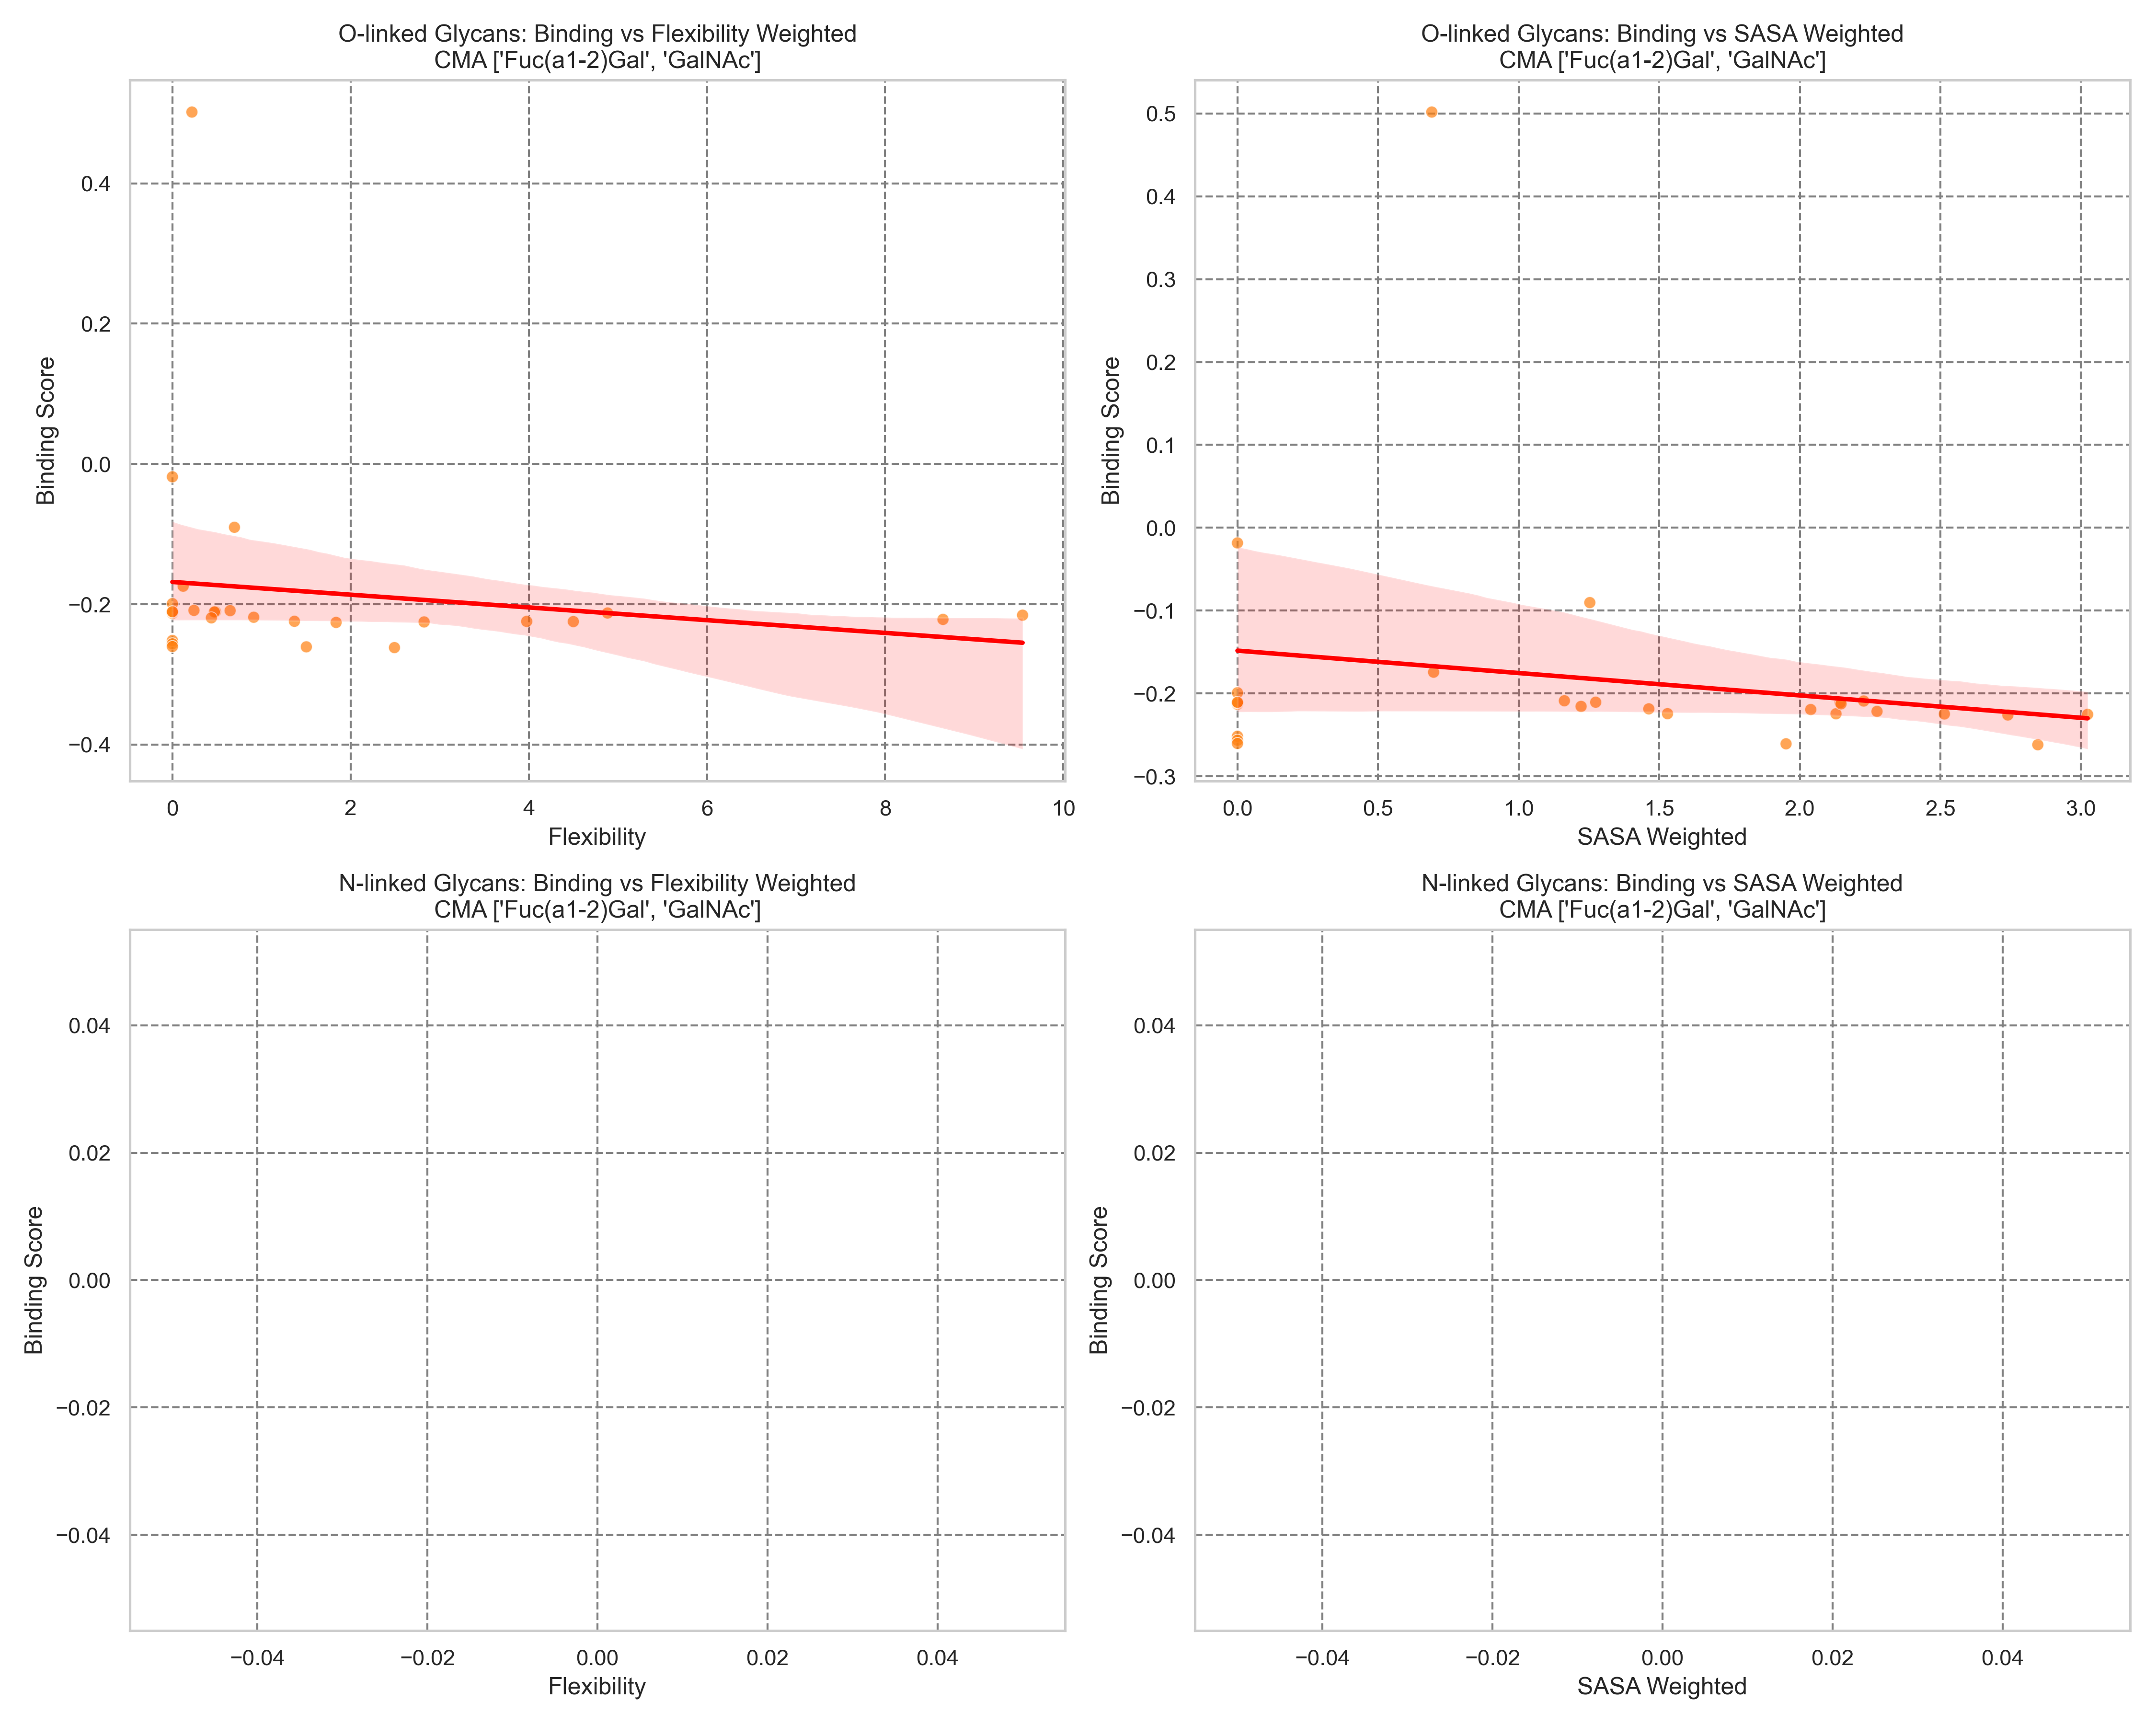 O-linked Glycans: Binding vs Flexibility Weighted
CMA ['Fuc(a1-2)Gal', 'GalNAc']
Binding Score
0.4
0.2
0.0
−0.2
−0.4
0
2
4
6
8
10
Flexibility
O-linked Glycans: Binding vs SASA Weighted
CMA ['Fuc(a1-2)Gal', 'GalNAc']
Binding Score
0.5
0.4
0.3
0.2
0.1
0.0
−0.1
−0.2
−0.3
0.0
0.5
1.0
1.5
2.0
2.5
3.0
SASA Weighted
N-linked Glycans: Binding vs Flexibility Weighted
CMA ['Fuc(a1-2)Gal', 'GalNAc']
Binding Score
0.04
0.02
0.00
−0.02
−0.04
−0.04
−0.02
0.00
0.02
0.04
Flexibility
N-linked Glycans: Binding vs SASA Weighted
CMA ['Fuc(a1-2)Gal', 'GalNAc']
Binding Score
0.04
0.02
0.00
−0.02
−0.04
−0.04
−0.02
0.00
0.02
0.04
SASA Weighted